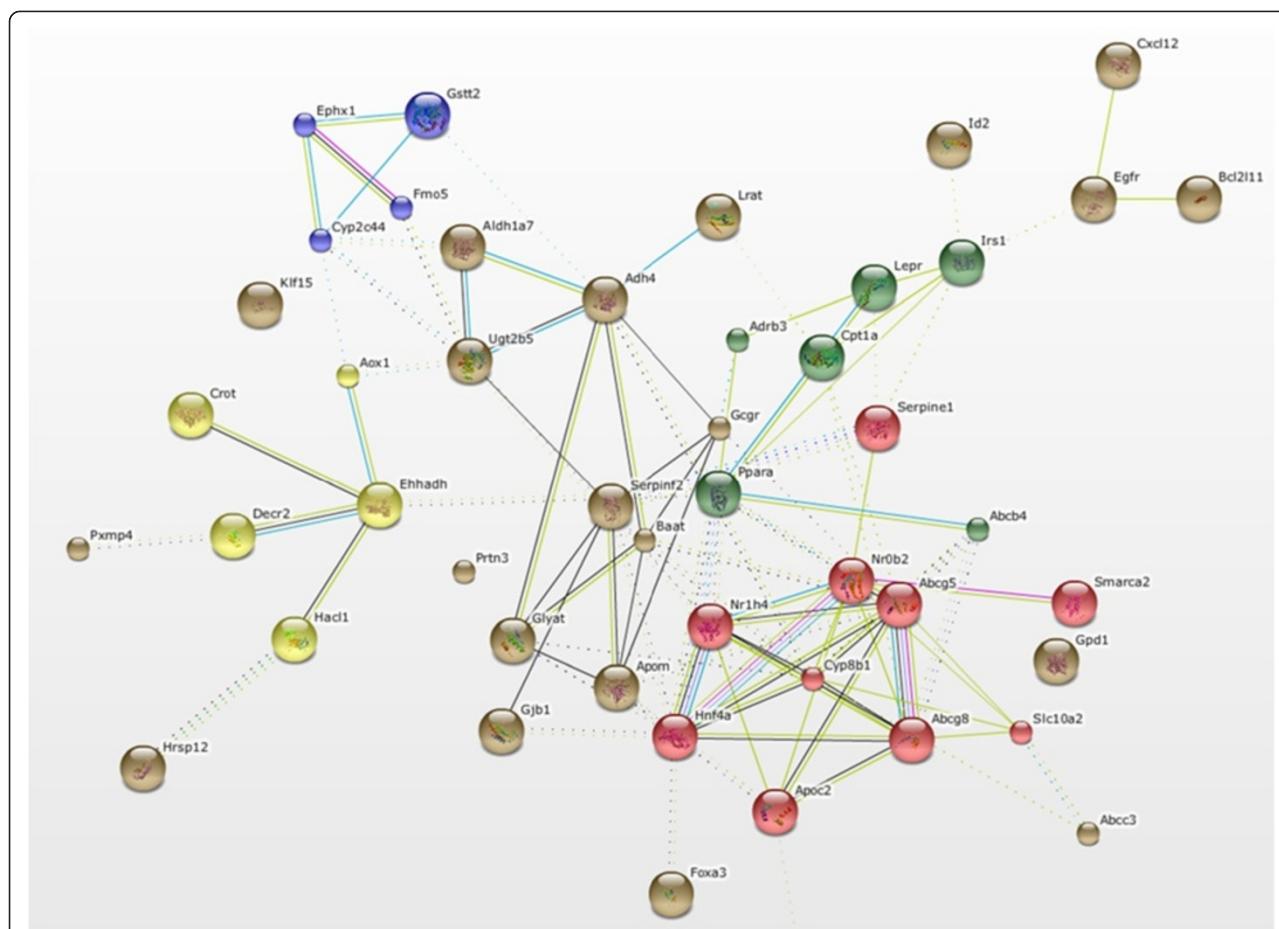 Cxcl12
Gstt2
Ephx1
Id2
Egfr
Bcl2l11
Fmo5
Lrat
Cyp2c44
Aldh1a7
Irs1
Lepr
Klf15
Adh4
Adrb3
Cpt1a
Ugt2b5
Aox1
Crot
Gcgr
Serpine1
Ppara
Ehhadh
Serpinf2
Decr2
Abcb4
Pxmp4
Baat
Prtn3
Nr0b2
Abcg5
Smarca2
Nr1h4
Hacl1
Glyat
Gpd1
Apom
Cyp8b1
Gjb1
Hnf4a
Abcg8
Slc10a2
Hrsp12
Apoc2
Abcc3
Foxa3